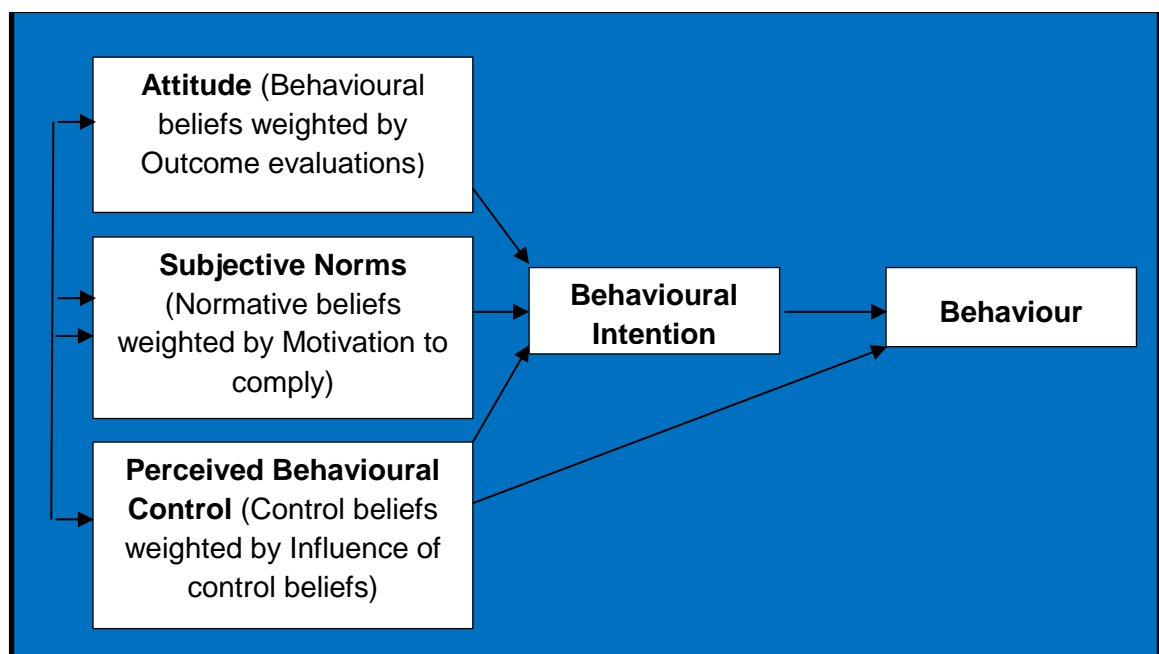 Attitude (Behavioural
beliefs weighted by
Outcome evaluations)
Subjective Norms
(Normative beliefs
weighted by Motivation to
comply)
Perceived Behavioural
Control (Control beliefs
weighted by Influence of
control beliefs)
Behavioural
Intention
Behaviour